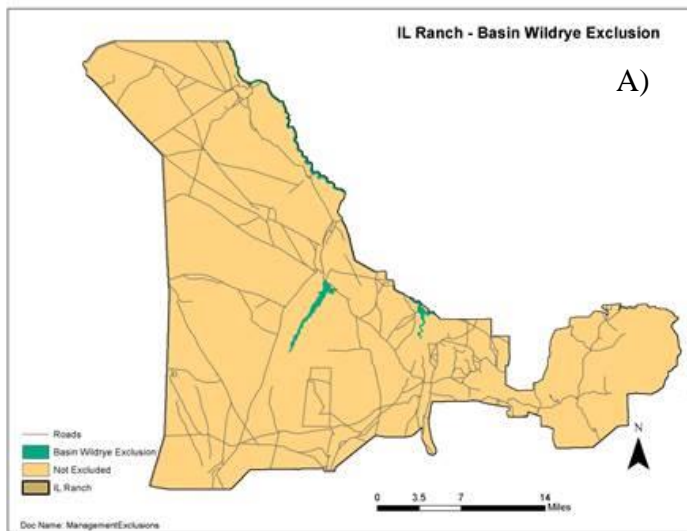 IL Ranch - Basin Wildrye Exclusion
A)
Roads
Basin Wildrye Exclusion
Not Excluded
IL Ranch
N
0 3.5 7 14
Miles
Doc Name: ManagementExclusions